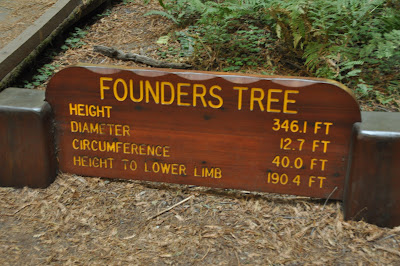 FOUNDERS TREE
HEIGHT 346.1 FT
DIAMETER 12.7 FT
CIRCUMFERENCE 40.0 FT
HEIGHT TO LOWER LIMB 190.4 FT